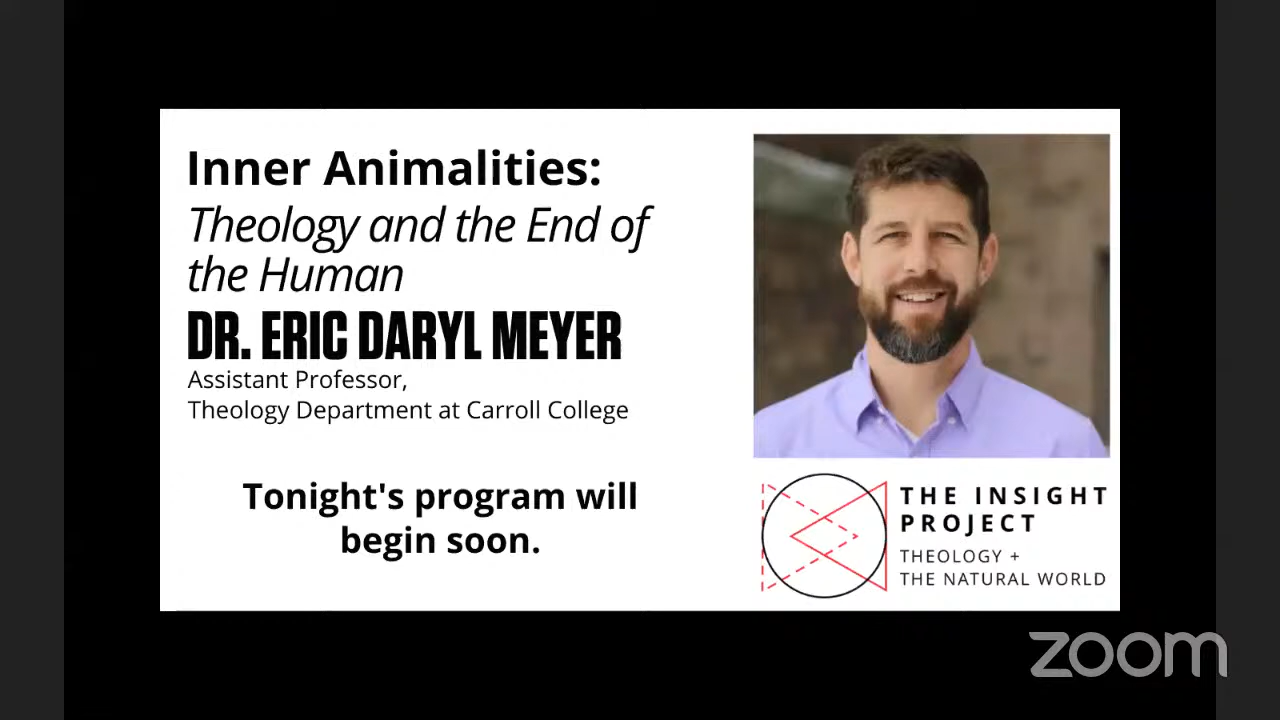 Inner Animalities:
Theology and the End of
the Human
DR. ERIC DARYL MEYER
Assistant Professor,
Theology Department at Carroll College
Tonight's program will
begin soon.
THE INSIGHT
PROJECT
THEOLOGY +
THE NATURAL WORLD
zoom